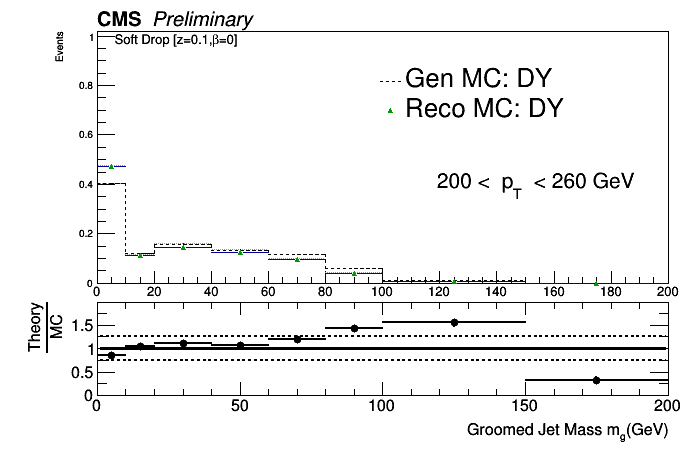 CMS Preliminary
Events
Soft Drop [z=0.1,β=0]
Gen MC: DY
Reco MC: DY
200 < pT < 260 GeV
1
0.8
0.6
0.4
0.2
0
0 20 40 60 80 100 120 140 160 180 200
Theory
MC
1.5
1
0.5
0
0 50 100 150 200
Groomed Jet Mass mg(GeV)